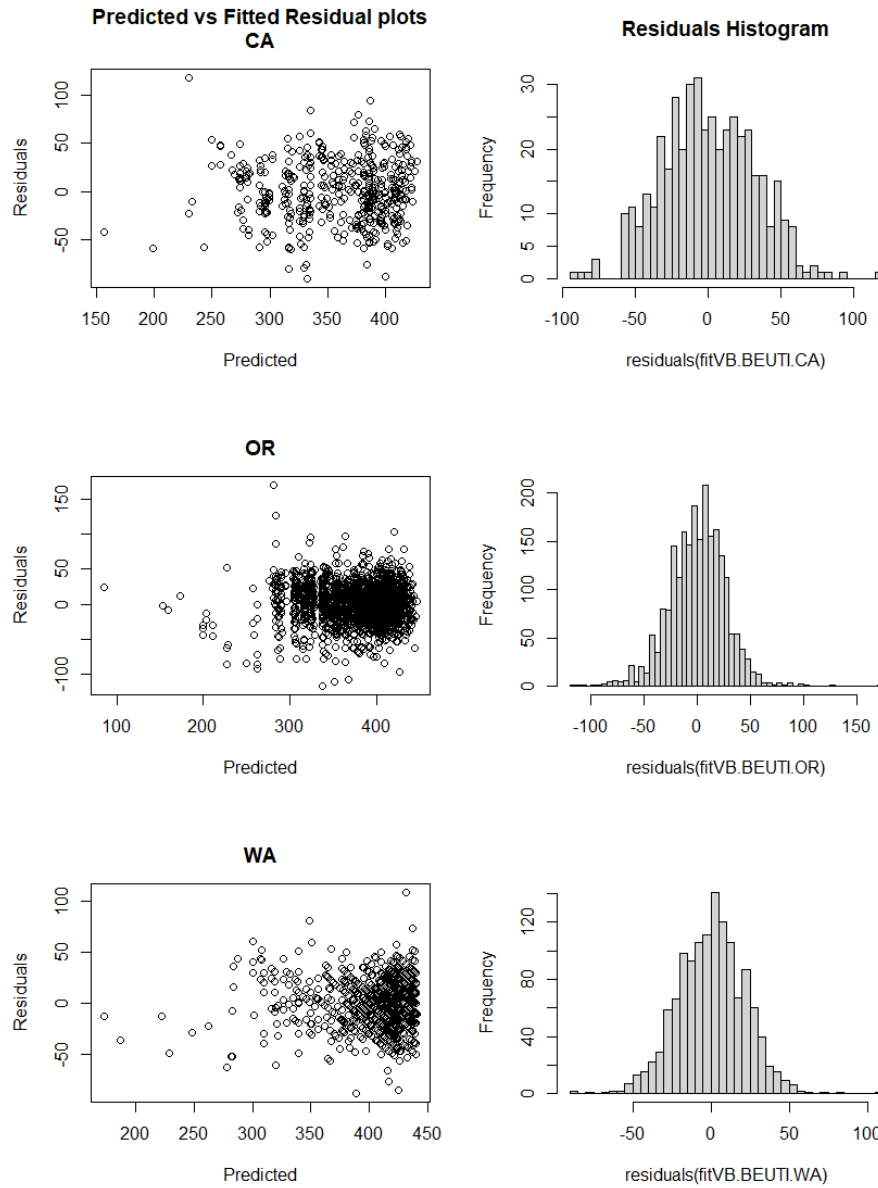 Predicted vs Fitted Residual plots
CA
Residuals
100
50
0
-50
150 200 250 300 350 400
Predicted
Residuals Histogram
Frequency
30
20
10
5
0
-100 -50 0 50 100
residuals(fitVB.BEUTI.CA)
OR
Residuals
150
50
0
-100
100 200 300 400
Predicted
Frequency
200
150
100
50
0
-100 -50 0 50 100 150
residuals(fitVB.BEUTI.OR)
WA
Residuals
100
50
0
-50
200 250 300 350 400 450
Predicted
Frequency
120
80
40
0
-50 0 50 100
residuals(fitVB.BEUTI.WA)